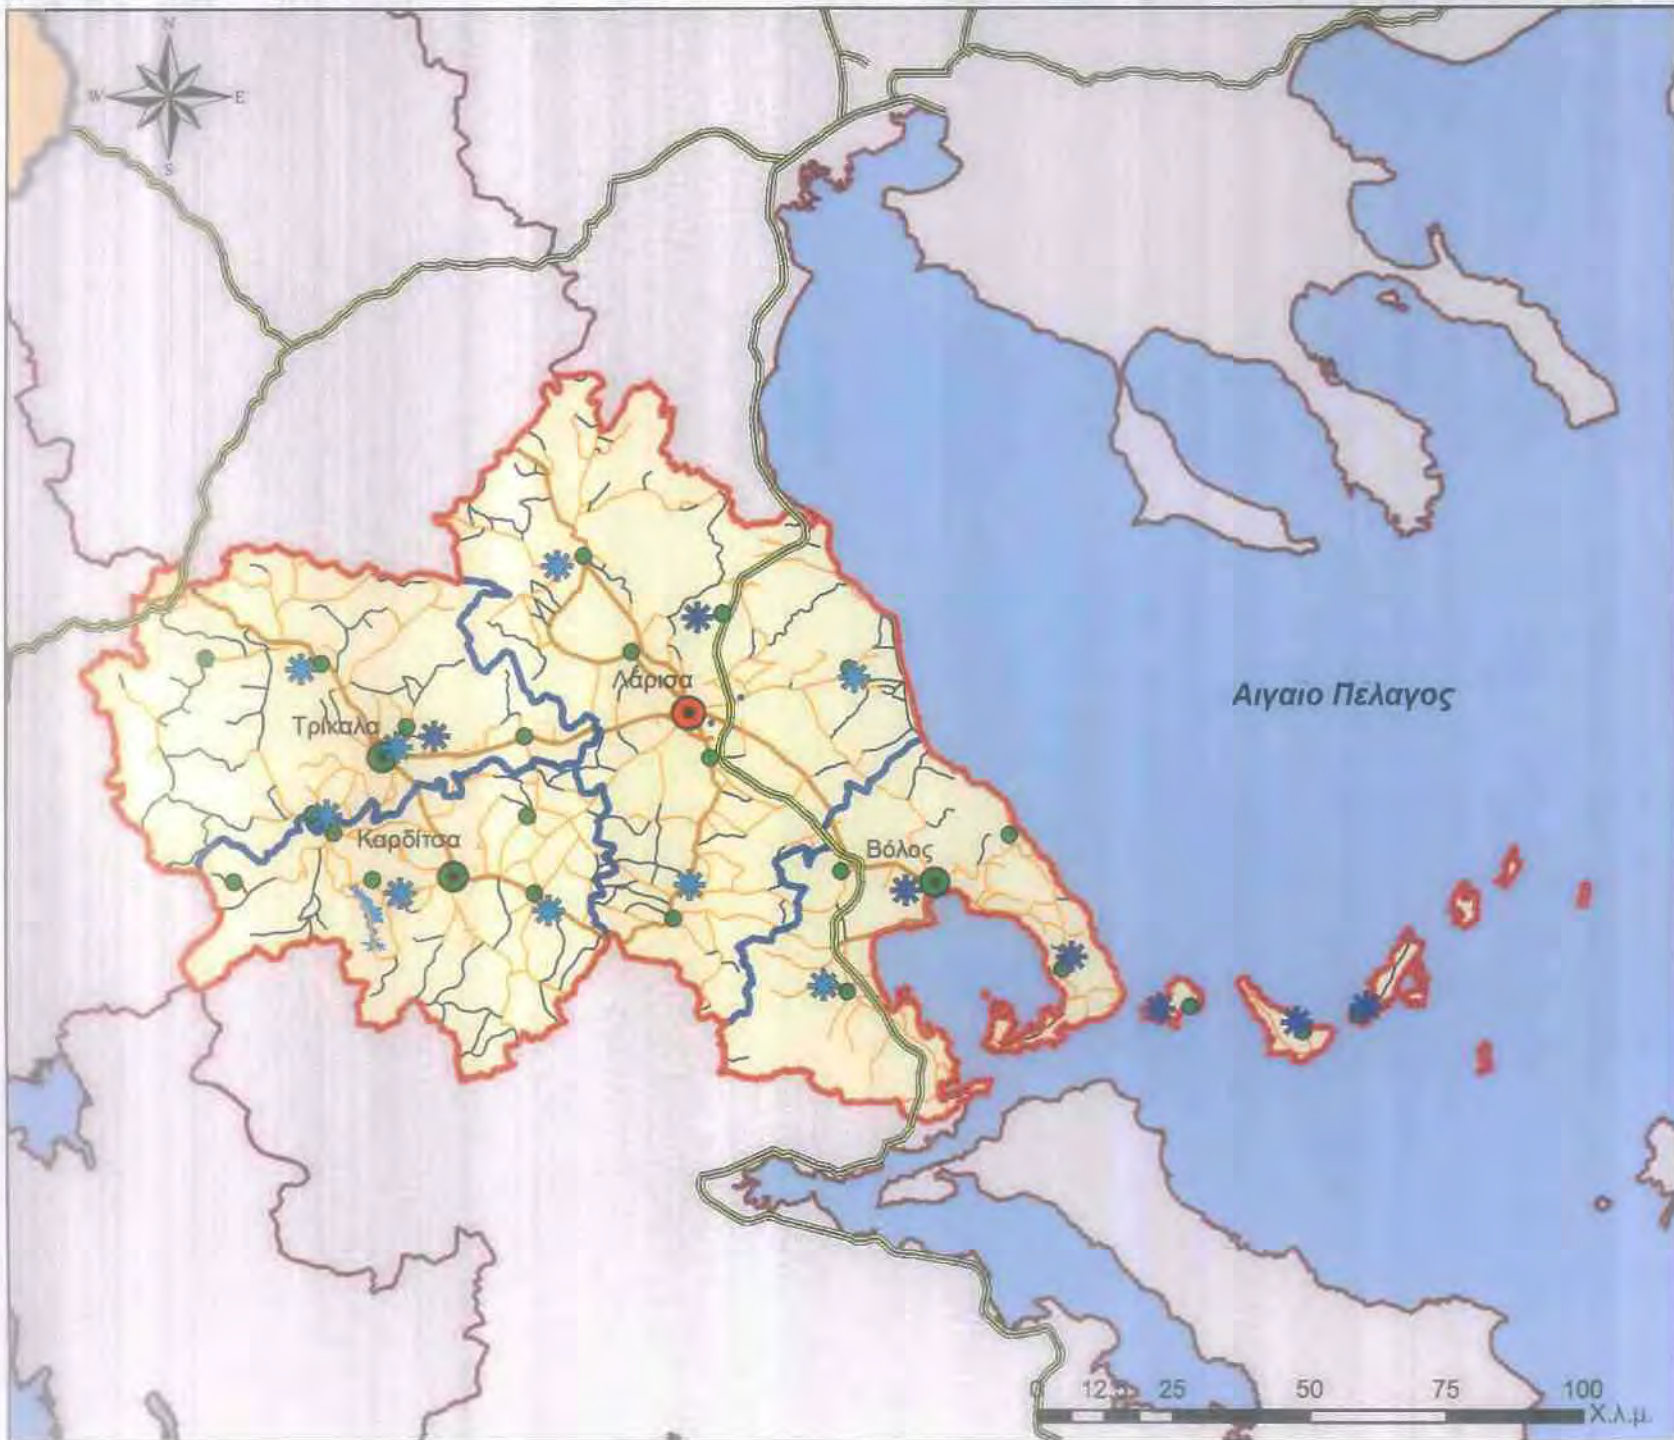 N
W E
S
Λάρισα
Αιγαιο Πελαγος
Τρίκαλα
Καρδίτσα
Βόλος
0 12,5 25 50 75 100
Χ.λ.μ.